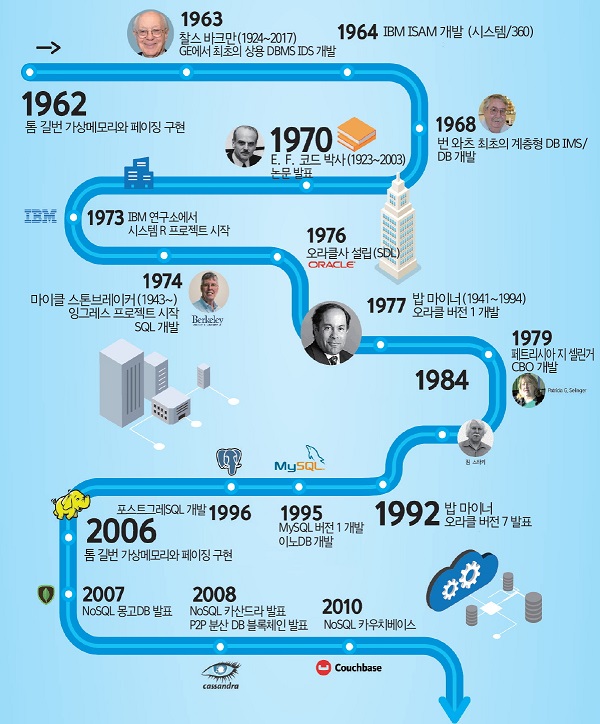 1963
찰스 바크만(1924~2017)
GE에서 최초의 상용 DBMS IDS 개발
1964 IBM ISAM 개발 (시스템/360)
1962
톰 길번 가상메모리와 페이징 구현
1968
번 와츠 최초의 계층형 DB IMS/
DB 개발
1970
E. F. 코드 박사(1923~2003)
논문 발표
IBM
1973 IBM 연구소에서
시스템 R 프로젝트 시작
1976
오라클사 설립(SDL)
ORACLE
1974
마이클 스톤브레이커(1943~)
잉그레스 프로젝트 시작
SQL 개발
Berkeley
1977 밥 마이너(1941~1994)
오라클 버전 1 개발
1979
페트리시아 지 셀린거
CBO 개발
Patricia G. Selinger
1984
짐 스타키
MySQL
포스트그레SQL 개발 1996
1995
MySQL 버전 1 개발
이노DB 개발
1992 밥 마이너
오라클 버전 7 발표
2006
톰 길번 가상메모리와 페이징 구현
2007
NoSQL 몽고DB 발표
2008
NoSQL 카산드라 발표
P2P 분산 DB 블록체인 발표
2010
NoSQL 카우치베이스
cassandra
Couchbase